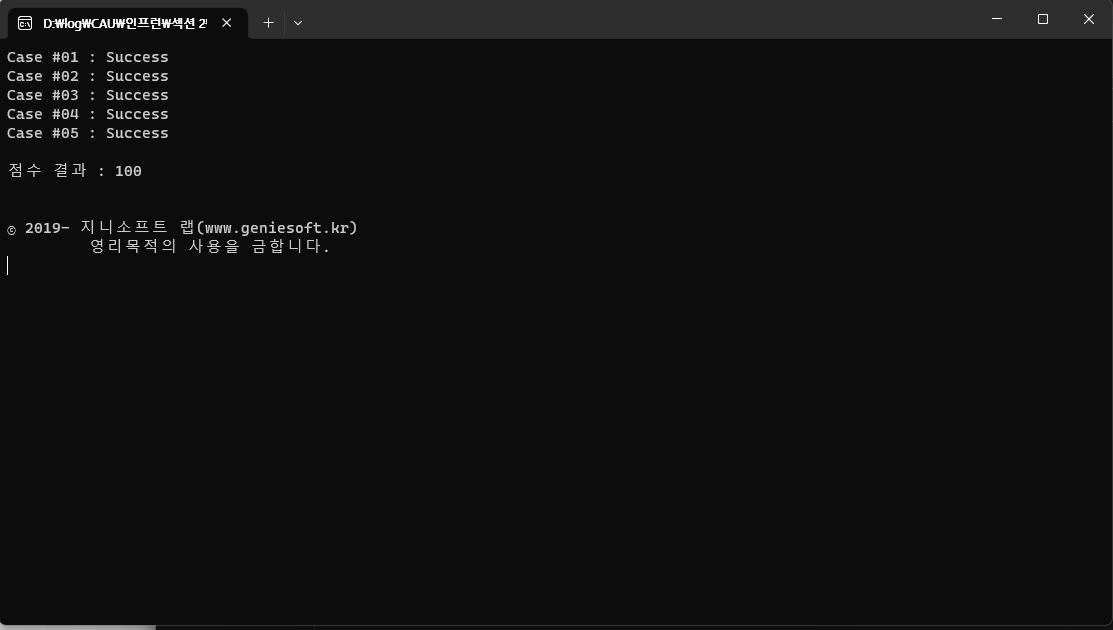 D:₩log₩CAU₩인프런₩섹션 2
Case #01 : Success
Case #02 : Success
Case #03 : Success
Case #04 : Success
Case #05 : Success
점수 결과 : 100
© 2019- 지니소프트 랩(www.geniesoft.kr)
영리목적의 사용을 금합니다.